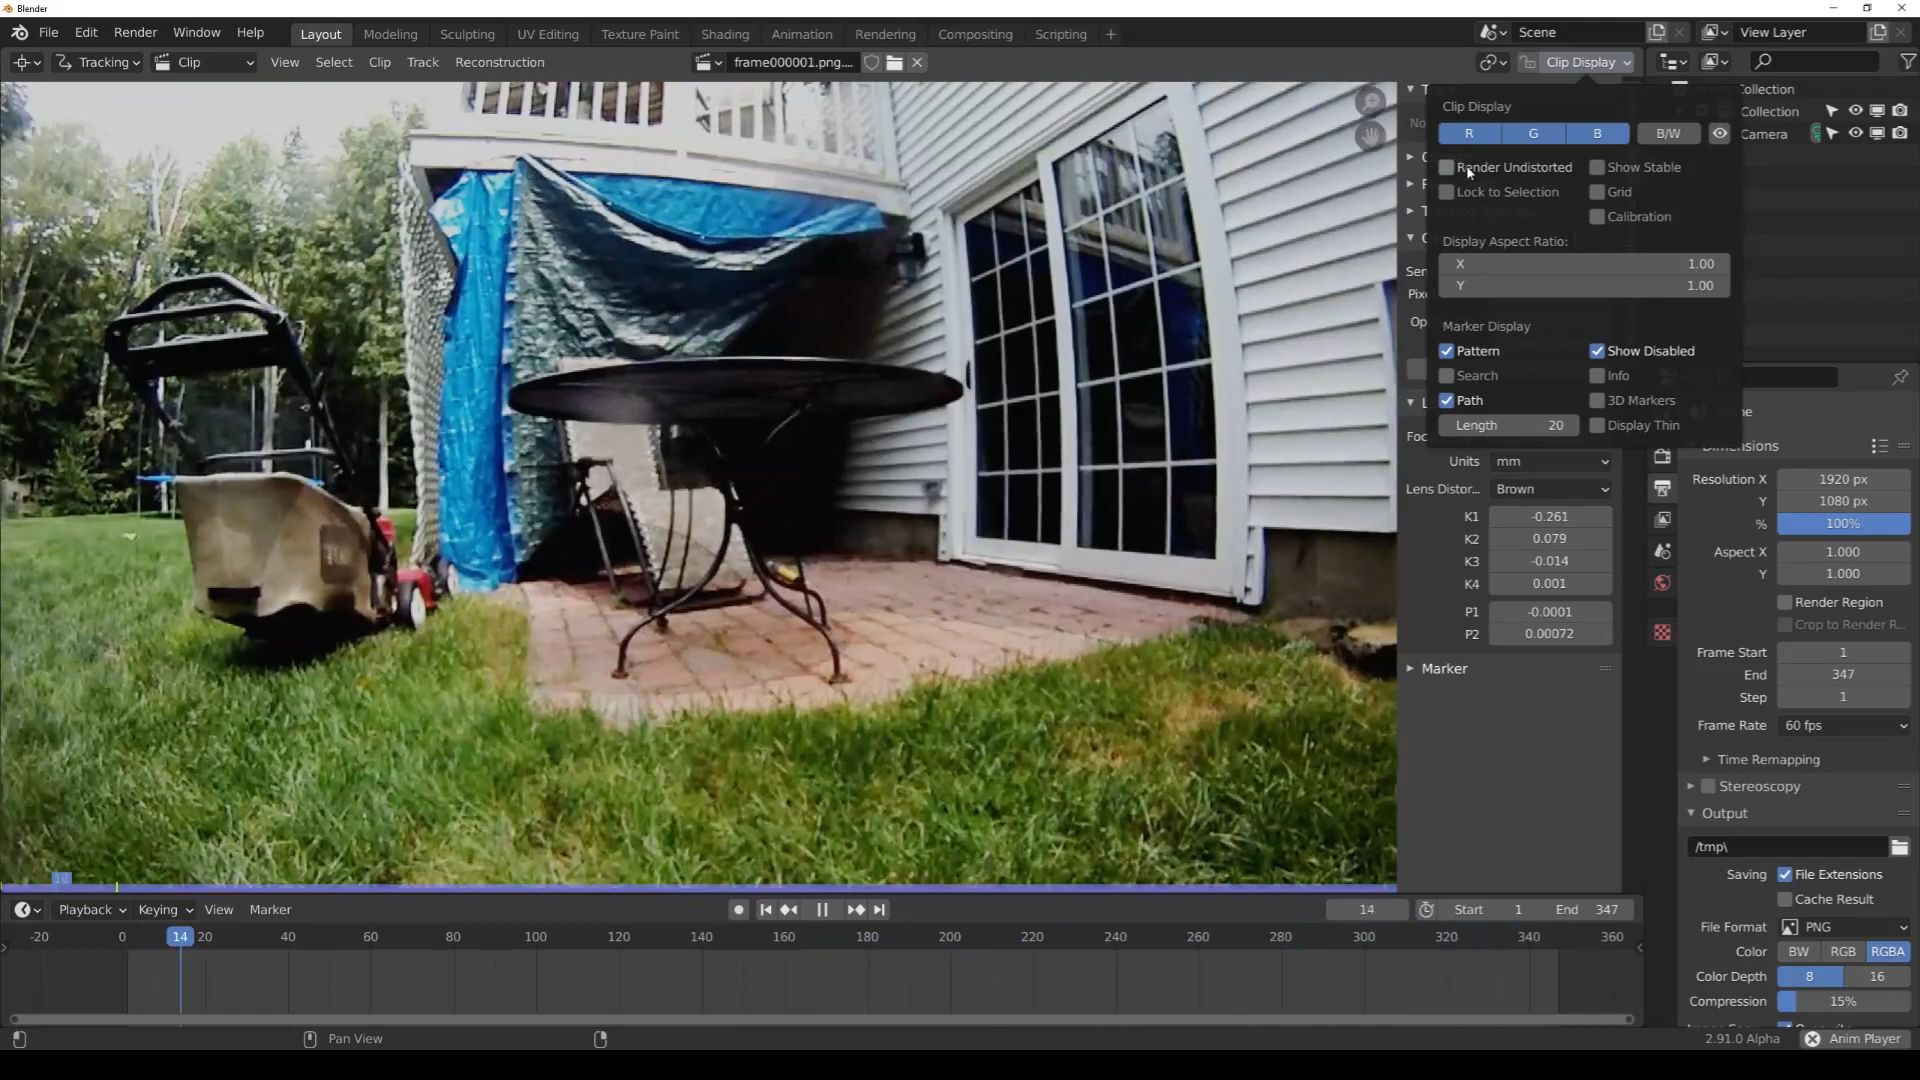 Blender
File Edit Render Window Help Layout Modeling Sculpting UV Editing Texture Paint Shading Animation Rendering Compositing Scripting + Scene View Layer
Tracking Clip View Select Clip Track Reconstruction frame000001.png.... Clip Display
Clip Display
R G B B/W
Render Undistorted Show Stable
Lock to Selection Grid
Calibration
Display Aspect Ratio:
X 1.00
Y 1.00
Marker Display
Pattern Show Disabled
Search Info
Path 3D Markers
Length 20 Display Thin
Units mm
Lens Distor... Brown
K1 -0.261
K2 0.079
K3 -0.014
K4 0.001
P1 -0.0001
P2 0.00072
Marker
Collection
Collection
Camera
Dimensions
Resolution X 1920 px
Y 1080 px
% 100%
Aspect X 1.000
Y 1.000
Render Region
Crop to Render R...
Frame Start 1
End 347
Step 1
Frame Rate 60 fps
Time Remapping
Stereoscopy
Output
/tmp\
Saving File Extensions
Cache Result
File Format PNG
Color BW RGB RGBA
Color Depth 8 16
Compression 15%
Playback Keying View Marker 14 Start 1 End 347
-20 0 14 20 40 60 80 100 120 140 160 180 200 220 240 260 280 300 320 340 360
Pan View 2.91.0 Alpha Anim Player